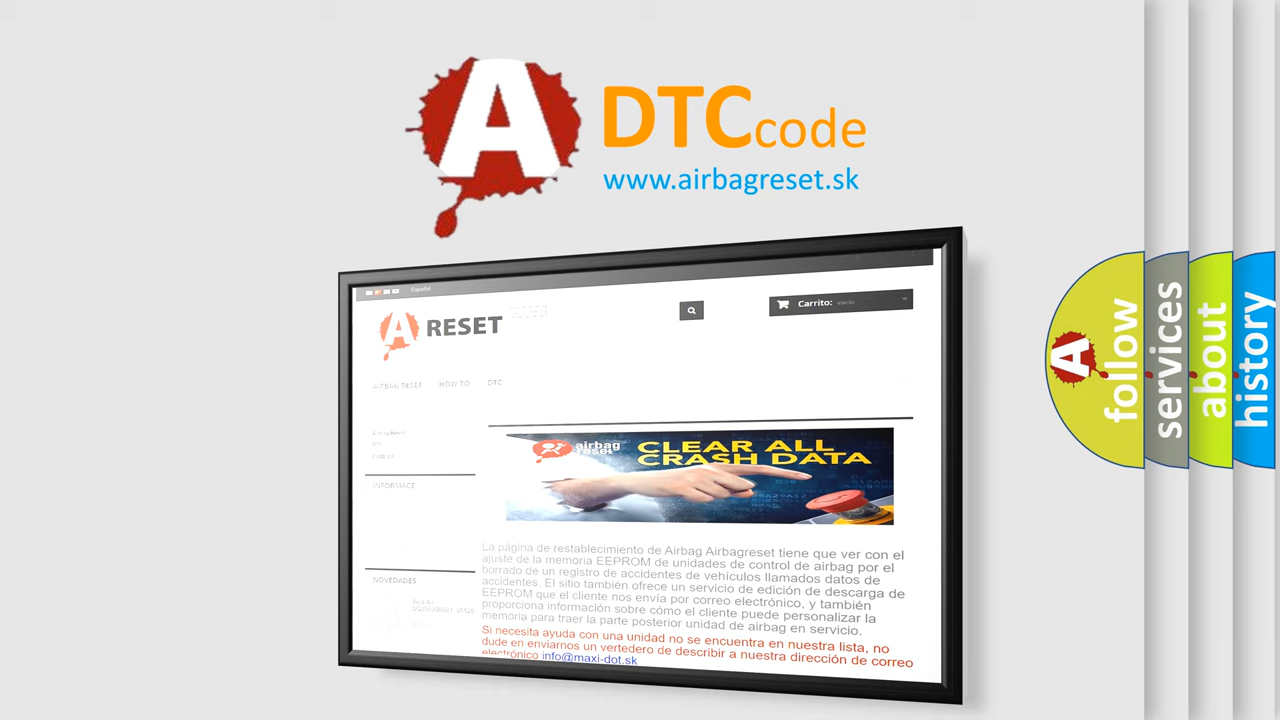 A
DTCcode
www.airbagreset.sk
Español
A RESET
Carrito: vacío
AIRBAG RESET HOW TO DTC
Airbag Reset
INFORMACE
NOVEDADES
airbag
reset
CLEAR ALL
CRASH DATA
La página de restablecimiento de Airbag Airbagreset tiene que ver con el
ajuste de la memoria EEPROM de unidades de control de airbag por el
borrado de un registro de accidentes de vehículos llamados datos de
accidentes. El sitio también ofrece un servicio de edición de descarga de
EEPROM que el cliente nos envía por correo electrónico, y también
proporciona información sobre cómo el cliente puede personalizar la
memoria para traer la parte posterior unidad de airbag en servicio.
Si necesita ayuda con una unidad no se encuentra en nuestra lista, no
dude en enviarnos un vertedero de describir a nuestra dirección de correo
electrónico info@maxi-dot.sk
A
follow
services
about
history